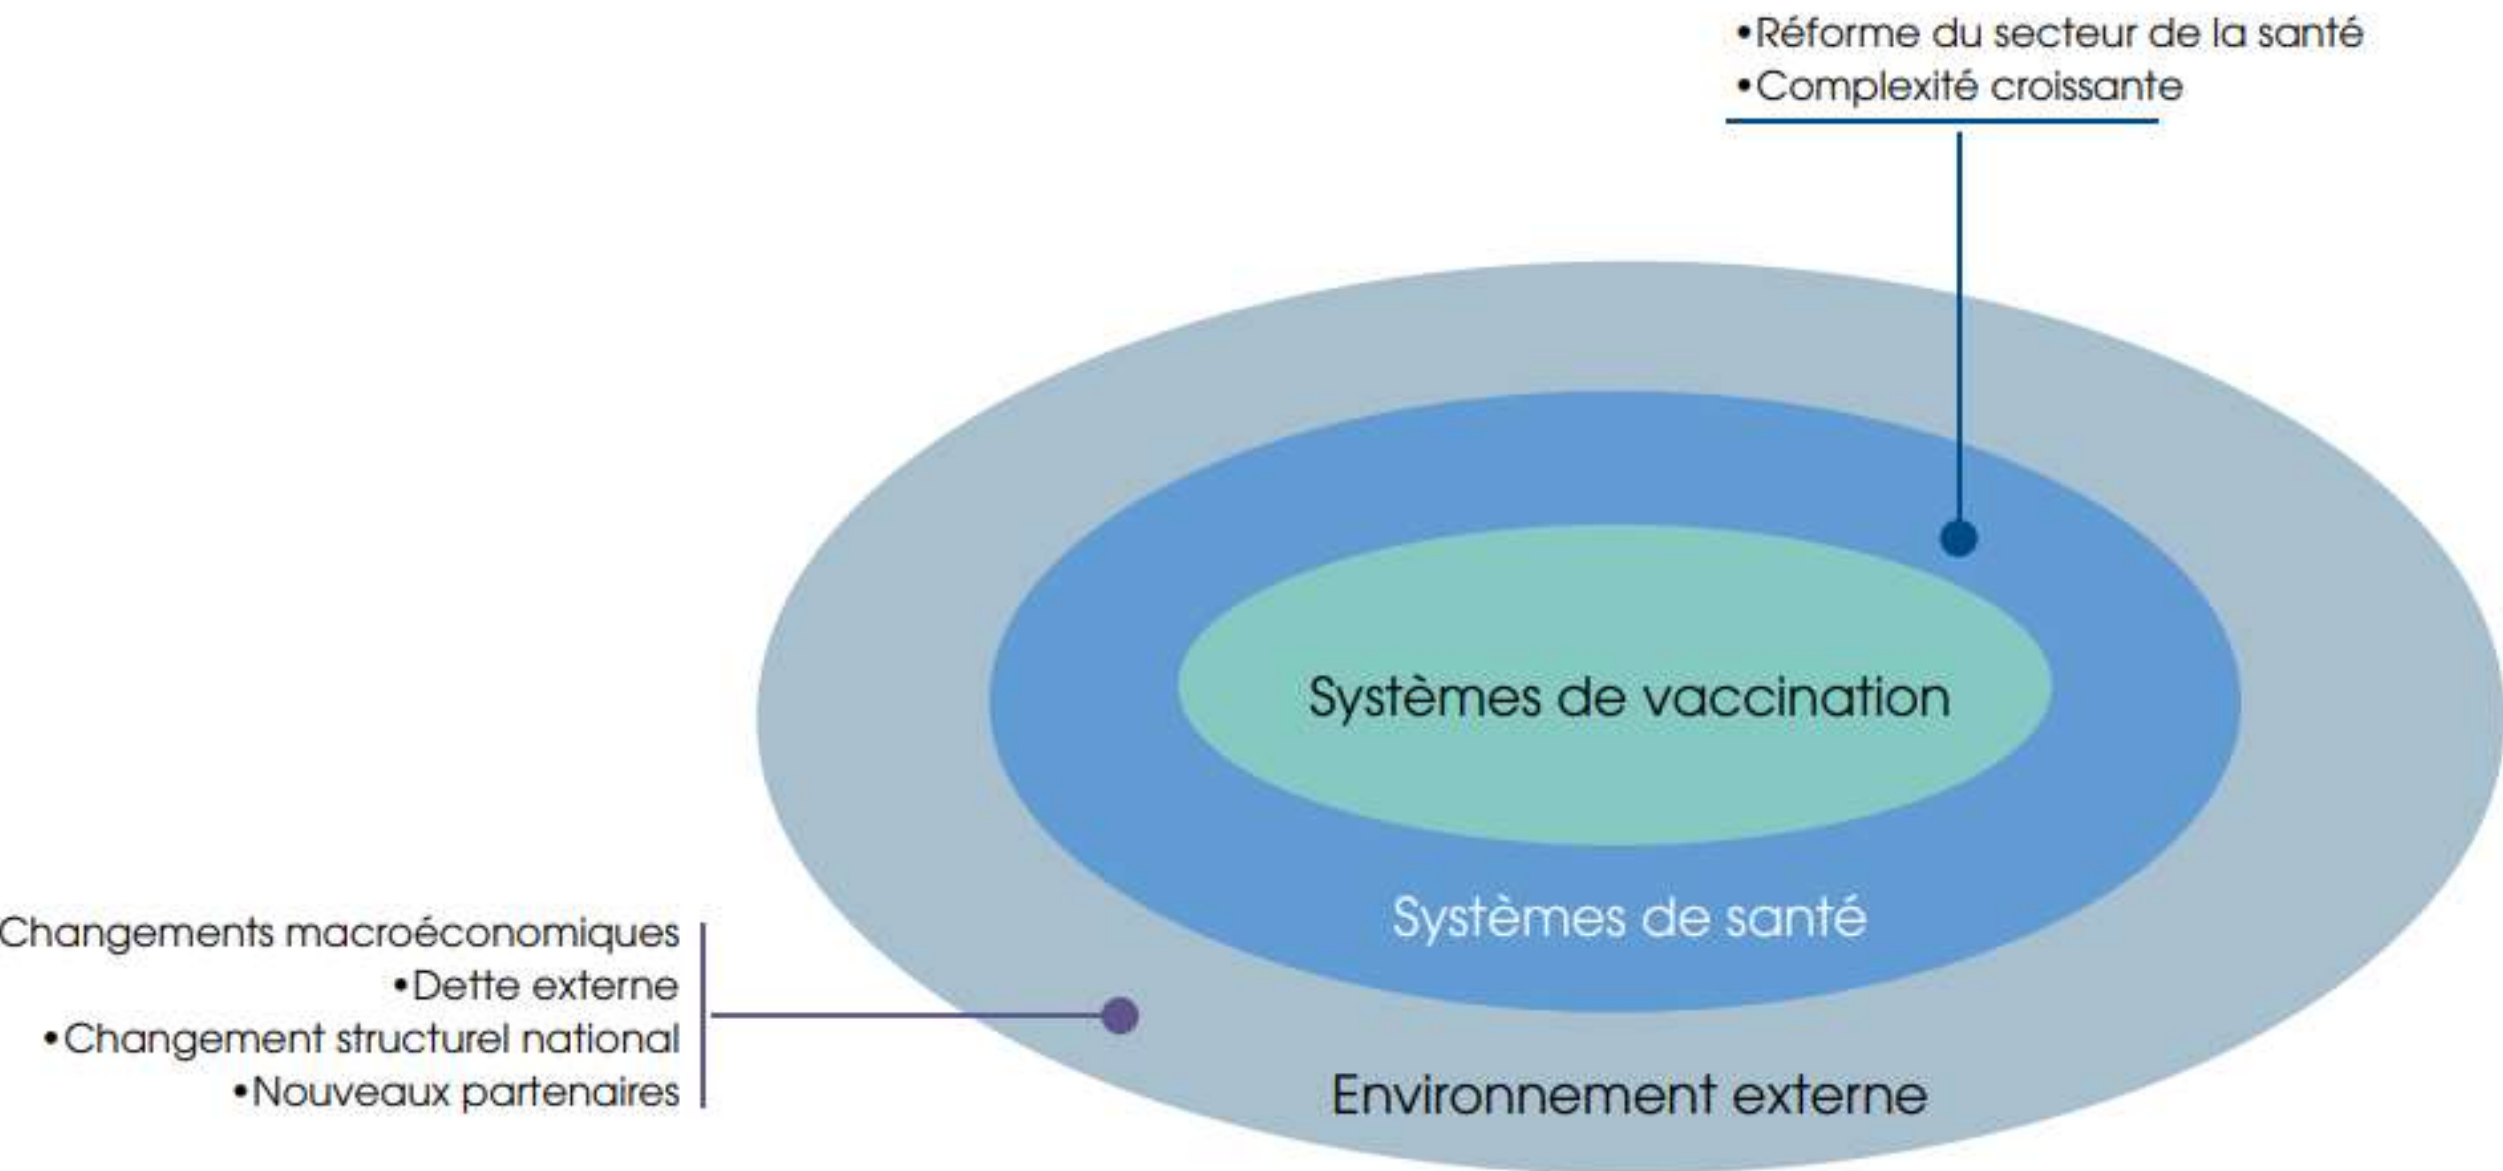 •Réforme du secteur de la santé
•Complexité croissante
Systèmes de vaccination
Systèmes de santé
Changements macroéconomiques
•Dette externe
•Changement structurel national
•Nouveaux partenaires
Environnement externe